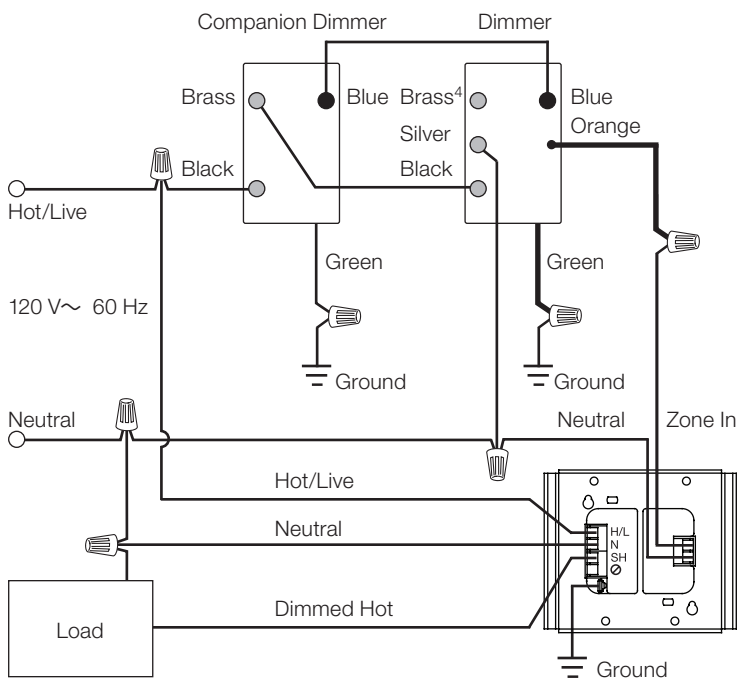 Companion Dimmer
Dimmer
Brass
Blue
Brass4
Blue
Silver
Orange
Black
Black
Hot/Live
Green
Green
120 V~ 60 Hz
Ground
Ground
Neutral
Neutral
Zone In
Hot/Live
H/L
Neutral
N
SH
Dimmed Hot
Load
Ground